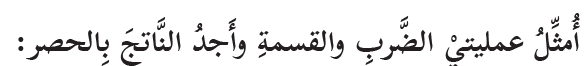 أُمثِّلُ عمليتيْ الضَّربِ والقسمةِ وأَجدُ النَّاتجَ بِالحصر: